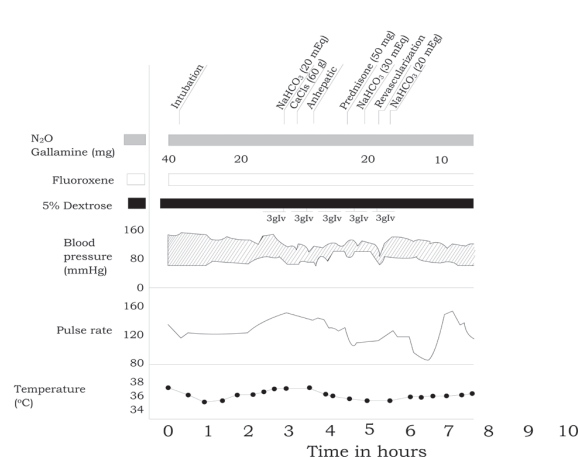 Intubation
NaHCO₃ (20 mEq)
CaCls (60 g)
Anhepatic
Prednisone (50 mg)
NaHCO₃ (30 mEq)
Revascularization
NaHCO₃ (20 mEg)
N₂O
Gallamine (mg)
40 20 20 10
Fluoroxene
5% Dextrose
3glv 3glv 3glv 3glv 3glv
Blood
pressure
(mmHg)
160
80
0
Pulse rate
160
120
80
Temperature
(°C)
38
36
34
0 1 2 3 4 5 6 7 8 9 10
Time in hours